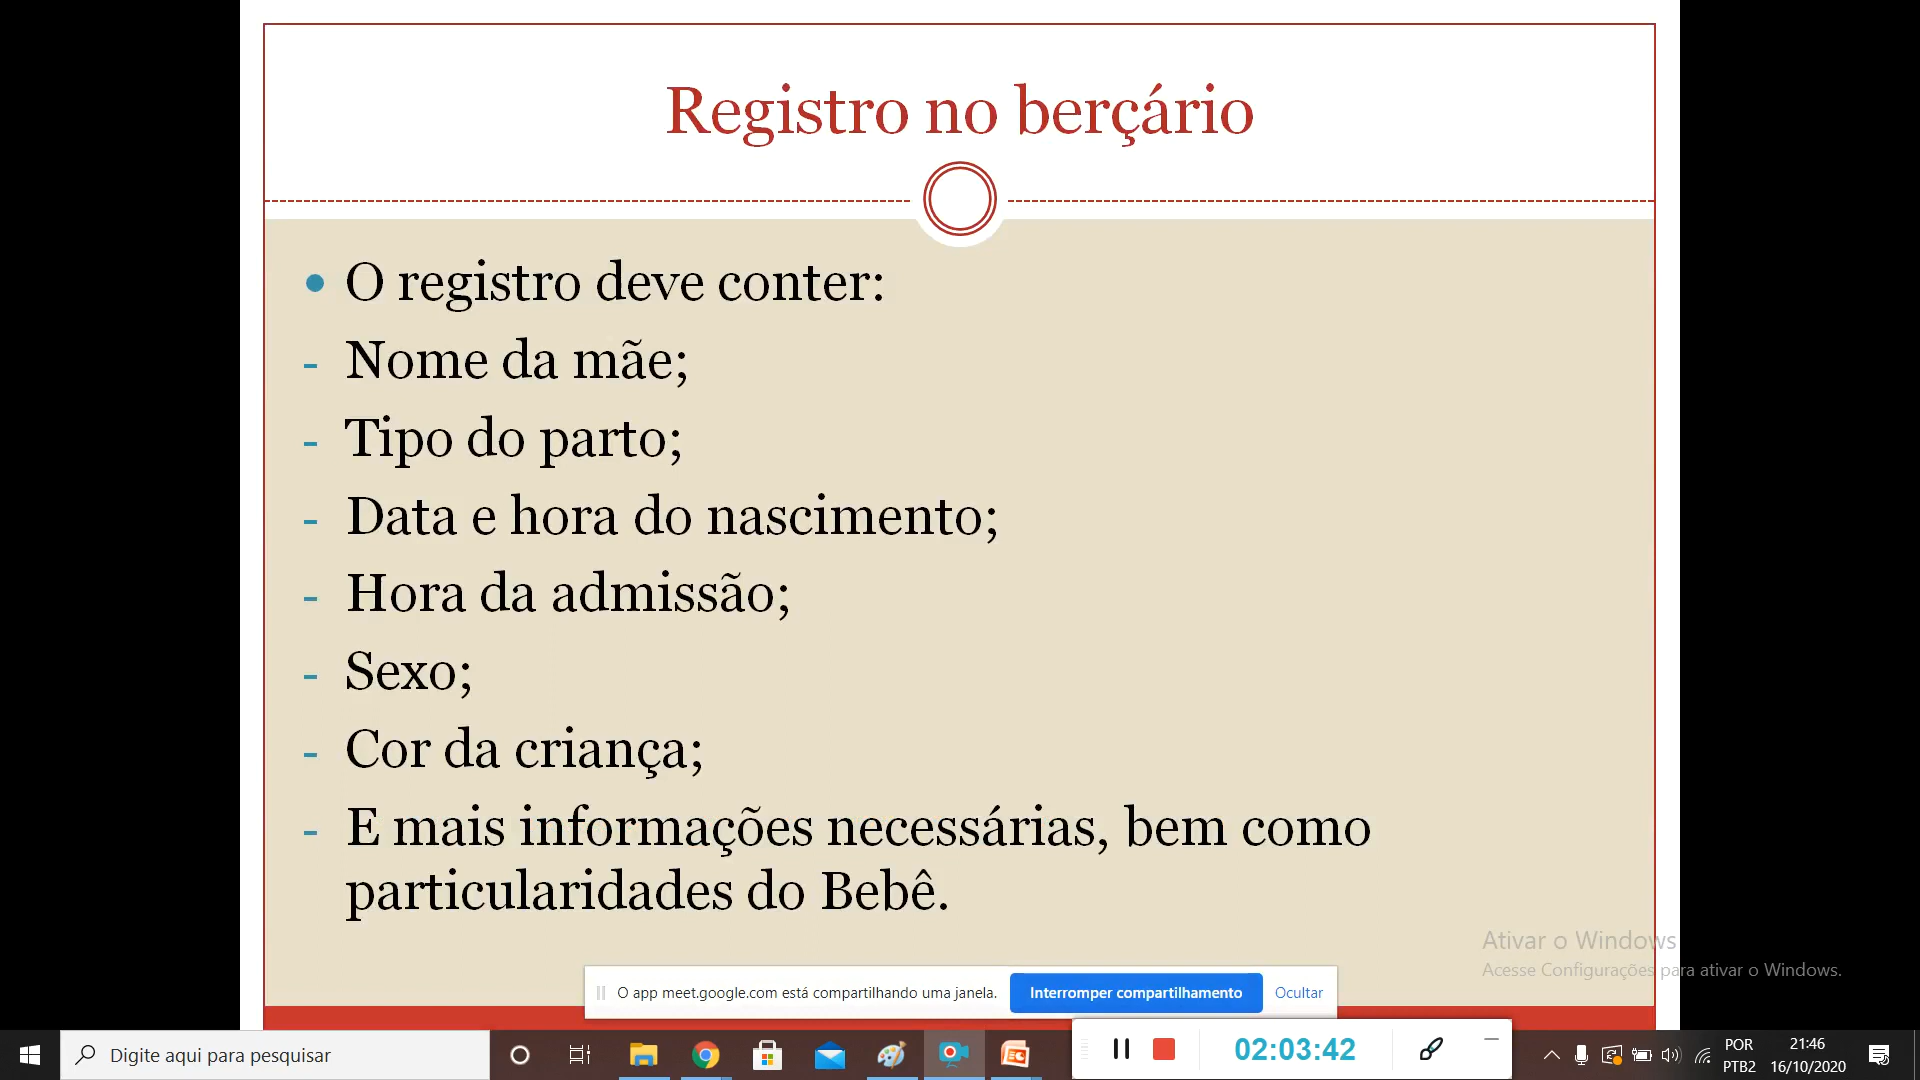 Registro no berçário
• O registro deve conter:
- Nome da mãe;
- Tipo do parto;
- Data e hora do nascimento;
- Hora da admissão;
- Sexo;
- Cor da criança;
- E mais informações necessárias, bem como
particularidades do Bebê.
Ativar o Windows
Acesse Configurações para ativar o Windows.
O app meet.google.com está compartilhando uma janela. Interromper compartilhamento Ocultar
Digite aqui para pesquisar
02:03:42
POR
PTB2
21:46
16/10/2020